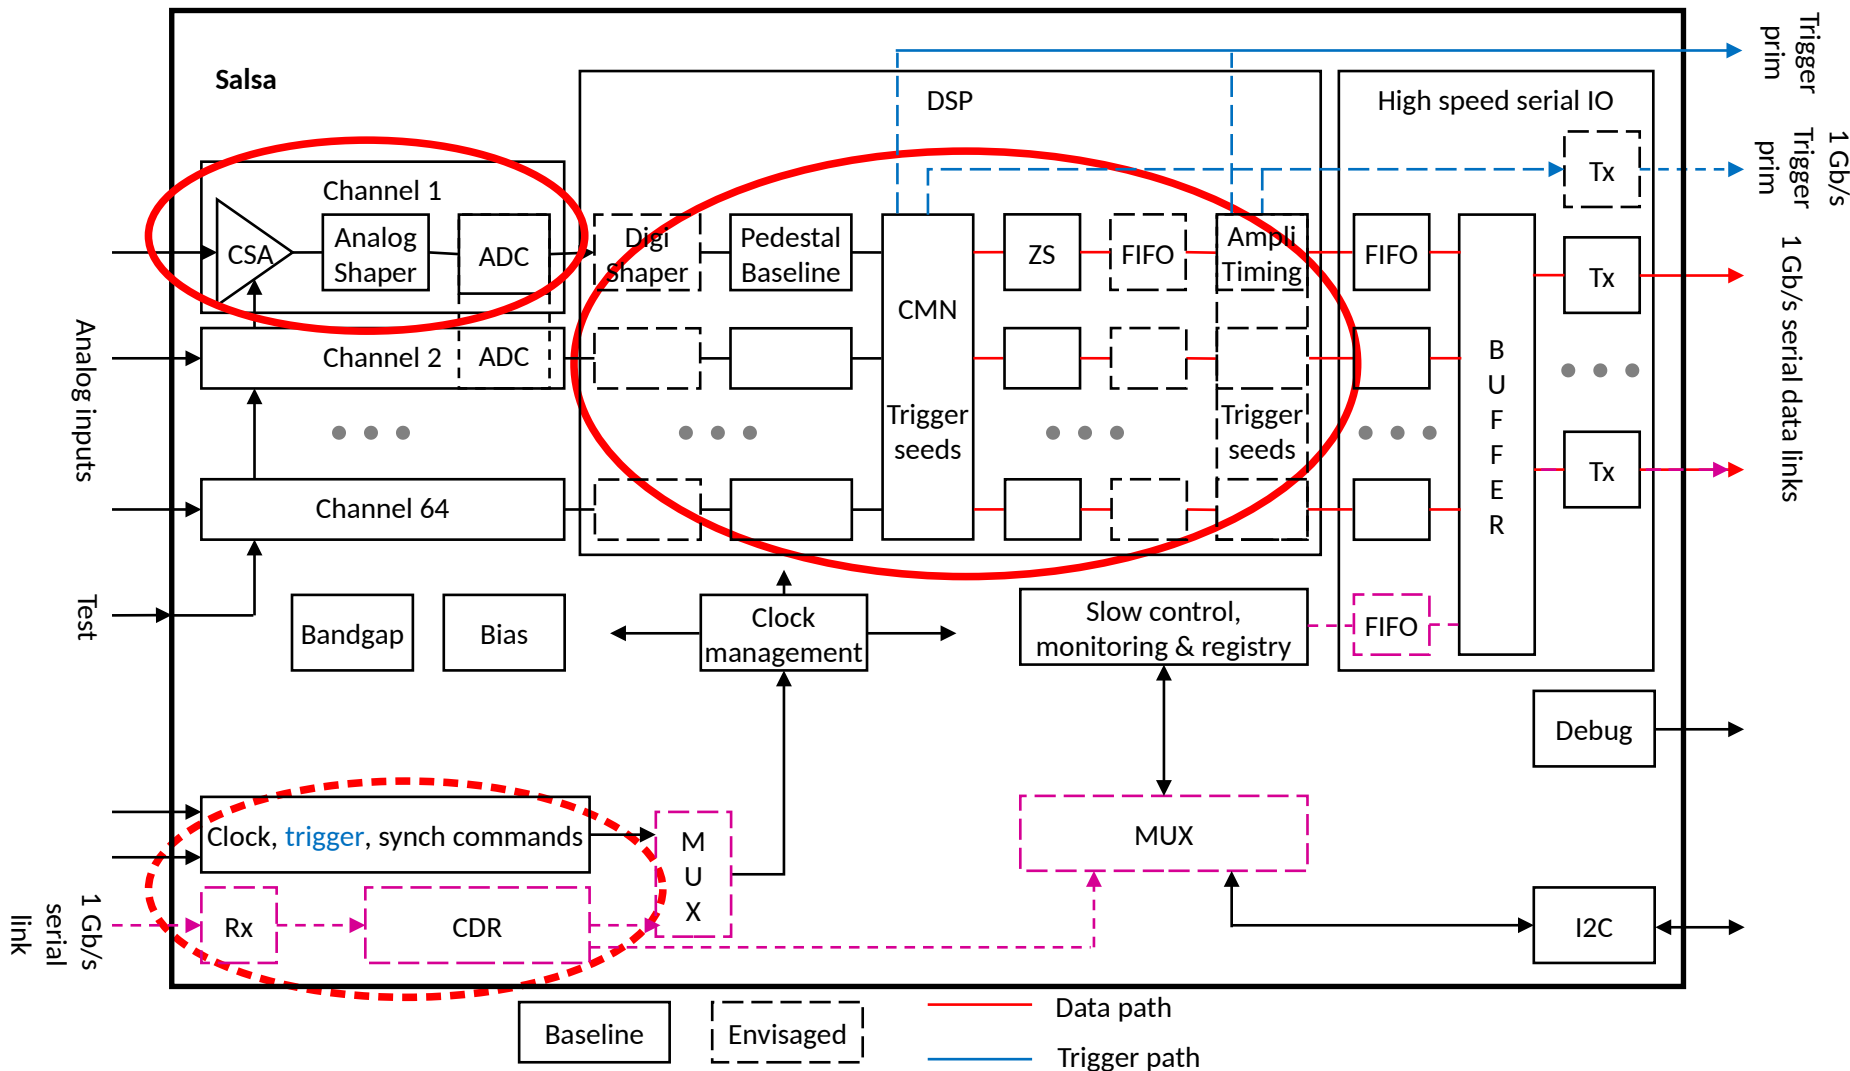 Salsa
DSP
High speed serial IO
Trigger
prim
1 Gb/s
Trigger
prim
Tx
Channel 1
CSA
Analog
Shaper
ADC
Digi
Shaper
Pedestal
Baseline
CMN
Trigger
seeds
ZS
FIFO
Ampli
Timing
Trigger
seeds
FIFO
B
U
F
F
E
R
Tx
Tx
1 Gb/s serial data links
Analog inputs
Channel 2
ADC
Channel 64
Test
Bandgap
Bias
Clock
management
Slow control,
monitoring & registry
FIFO
Debug
Clock, trigger, synch commands
M
U
X
MUX
1 Gb/s
serial
link
Rx
CDR
I2C
Baseline
Envisaged
Data path
Trigger path